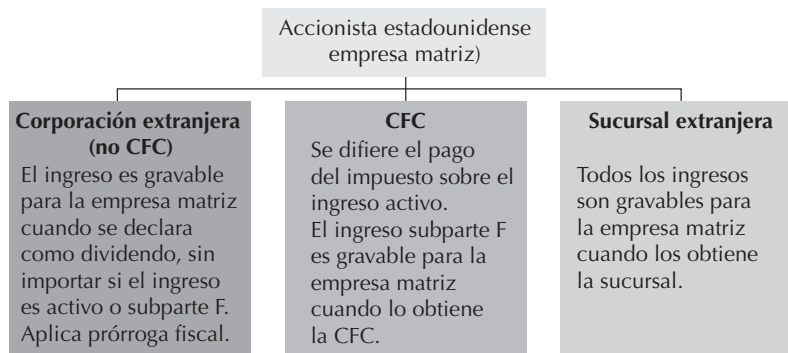 Accionista estadounidense
empresa matriz)
Corporación extranjera
(no CFC)
El ingreso es gravable
para la empresa matriz
cuando se declara
como dividendo, sin
importar si el ingreso
es activo o subparte F.
Aplica prórroga fiscal.
CFC
Se difiere el pago
del impuesto sobre el
ingreso activo.
El ingreso subparte F
es gravable para la
empresa matriz
cuando lo obtiene
la CFC.
Sucursal extranjera
Todos los ingresos
son gravables para
la empresa matriz
cuando los obtiene
la sucursal.